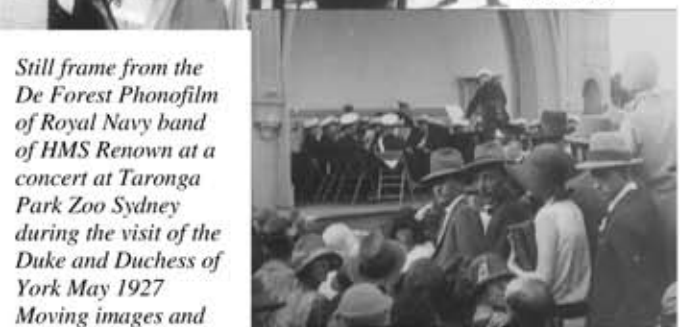 Still frame from the
De Forest Phonofilm
of Royal Navy band
of HMS Renown at a
concert at Taronga
Park Zoo Sydney
during the visit of the
Duke and Duchess of
York May 1927
Moving images and